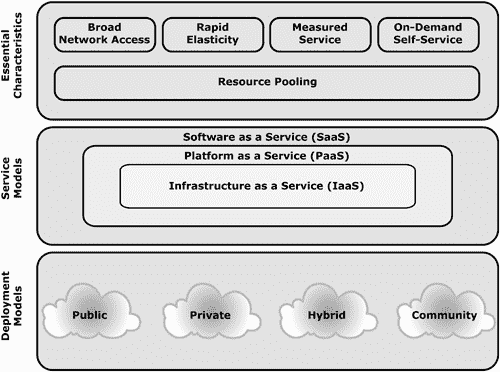 Essential
Characteristics
Broad
Network Access
Rapid
Elasticity
Measured
Service
On-Demand
Self-Service
Resource Pooling
Service
Models
Software as a Service (SaaS)
Platform as a Service (PaaS)
Infrastructure as a Service (IaaS)
Deployment
Models
Public
Private
Hybrid
Community